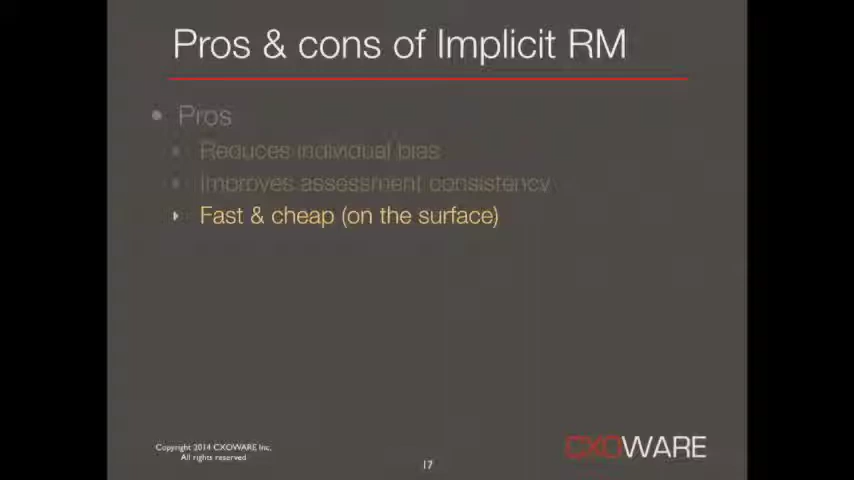 Pros & cons of Implicit RM
Pros
Reduces individual bias
Improves assessment consistency
Fast & cheap (on the surface)
Copyright 2014 CXOWARE Inc.
All rights reserved
CXOWARE
17